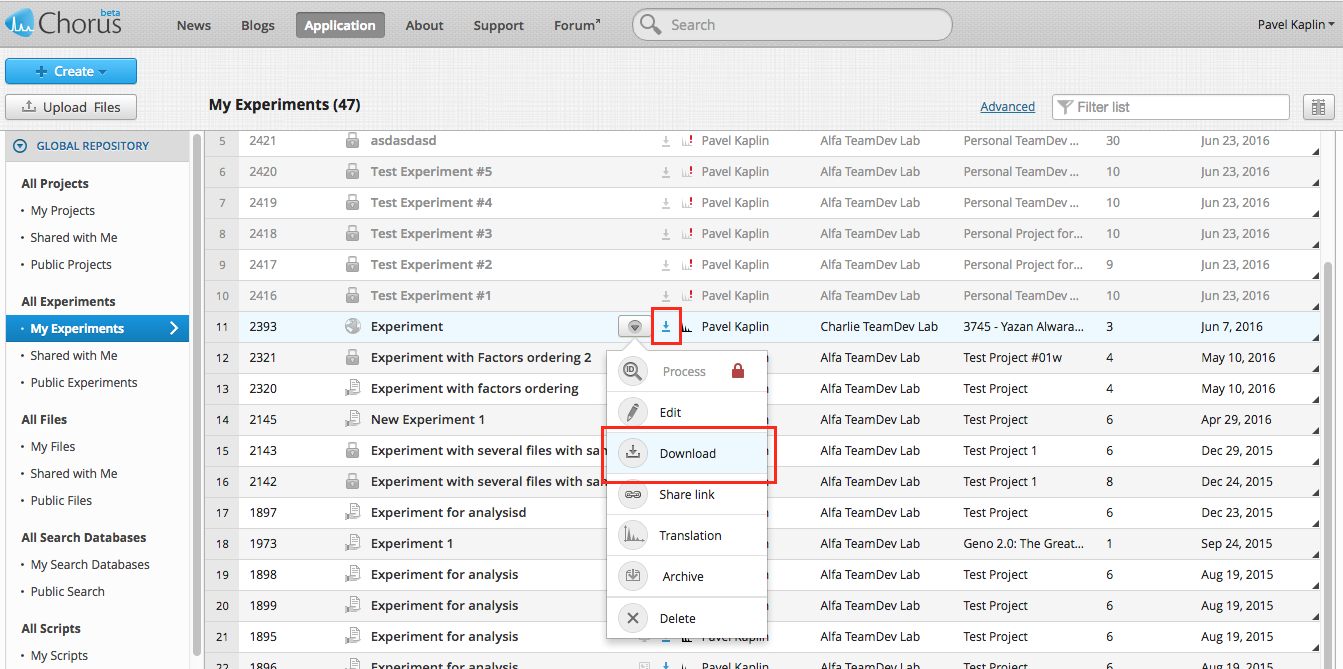 Chorus beta News Blogs Application About Support Forum↗ Search Pavel Kaplin
+ Create
Upload Files My Experiments (47) Advanced Filter list
GLOBAL REPOSITORY
All Projects
· My Projects
· Shared with Me
· Public Projects
All Experiments
· My Experiments
· Shared with Me
· Public Experiments
All Files
· My Files
· Shared with Me
· Public Files
All Search Databases
· My Search Databases
· Public Search
All Scripts
· My Scripts
5 2421 asdasdasd Pavel Kaplin Alfa TeamDev Lab Personal TeamDev ... 30 Jun 23, 2016
6 2420 Test Experiment #5 Pavel Kaplin Alfa TeamDev Lab Personal TeamDev ... 10 Jun 23, 2016
7 2419 Test Experiment #4 Pavel Kaplin Alfa TeamDev Lab Personal TeamDev ... 10 Jun 23, 2016
8 2418 Test Experiment #3 Pavel Kaplin Alfa TeamDev Lab Personal Project for... 10 Jun 23, 2016
9 2417 Test Experiment #2 Pavel Kaplin Alfa TeamDev Lab Personal Project for... 9 Jun 23, 2016
10 2416 Test Experiment #1 Pavel Kaplin Alfa TeamDev Lab Personal Project for... 10 Jun 23, 2016
11 2393 Experiment Pavel Kaplin Charlie TeamDev Lab 3745 - Yazan Alwara... 3 Jun 7, 2016
12 2321 Experiment with Factors ordering 2 Alfa TeamDev Lab Test Project #01w 4 May 10, 2016
13 2320 Experiment with factors ordering Alfa TeamDev Lab Test Project 4 May 10, 2016
14 2145 New Experiment 1 Alfa TeamDev Lab Test Project 6 Apr 29, 2016
15 2143 Experiment with several files with sam Alfa TeamDev Lab Test Project 1 6 Dec 29, 2015
16 2142 Experiment with several files with sam Alfa TeamDev Lab Test Project 1 8 Dec 24, 2015
17 1897 Experiment for analysisd Alfa TeamDev Lab Test Project 6 Dec 23, 2015
18 1973 Experiment 1 Alfa TeamDev Lab Geno 2.0: The Great... 1 Sep 24, 2015
19 1898 Experiment for analysis Alfa TeamDev Lab Test Project 6 Aug 19, 2015
20 1899 Experiment for analysis Alfa TeamDev Lab Test Project 6 Aug 19, 2015
21 1895 Experiment for analysis Pavel Kaplin Alfa TeamDev Lab Test Project 6 Aug 19, 2015
22 1896 Experiment for analysis Pavel Kaplin Alfa TeamDev Lab Test Project 6 Aug 19, 2015
ID Process
Edit
Download
Share link
Translation
Archive
Delete